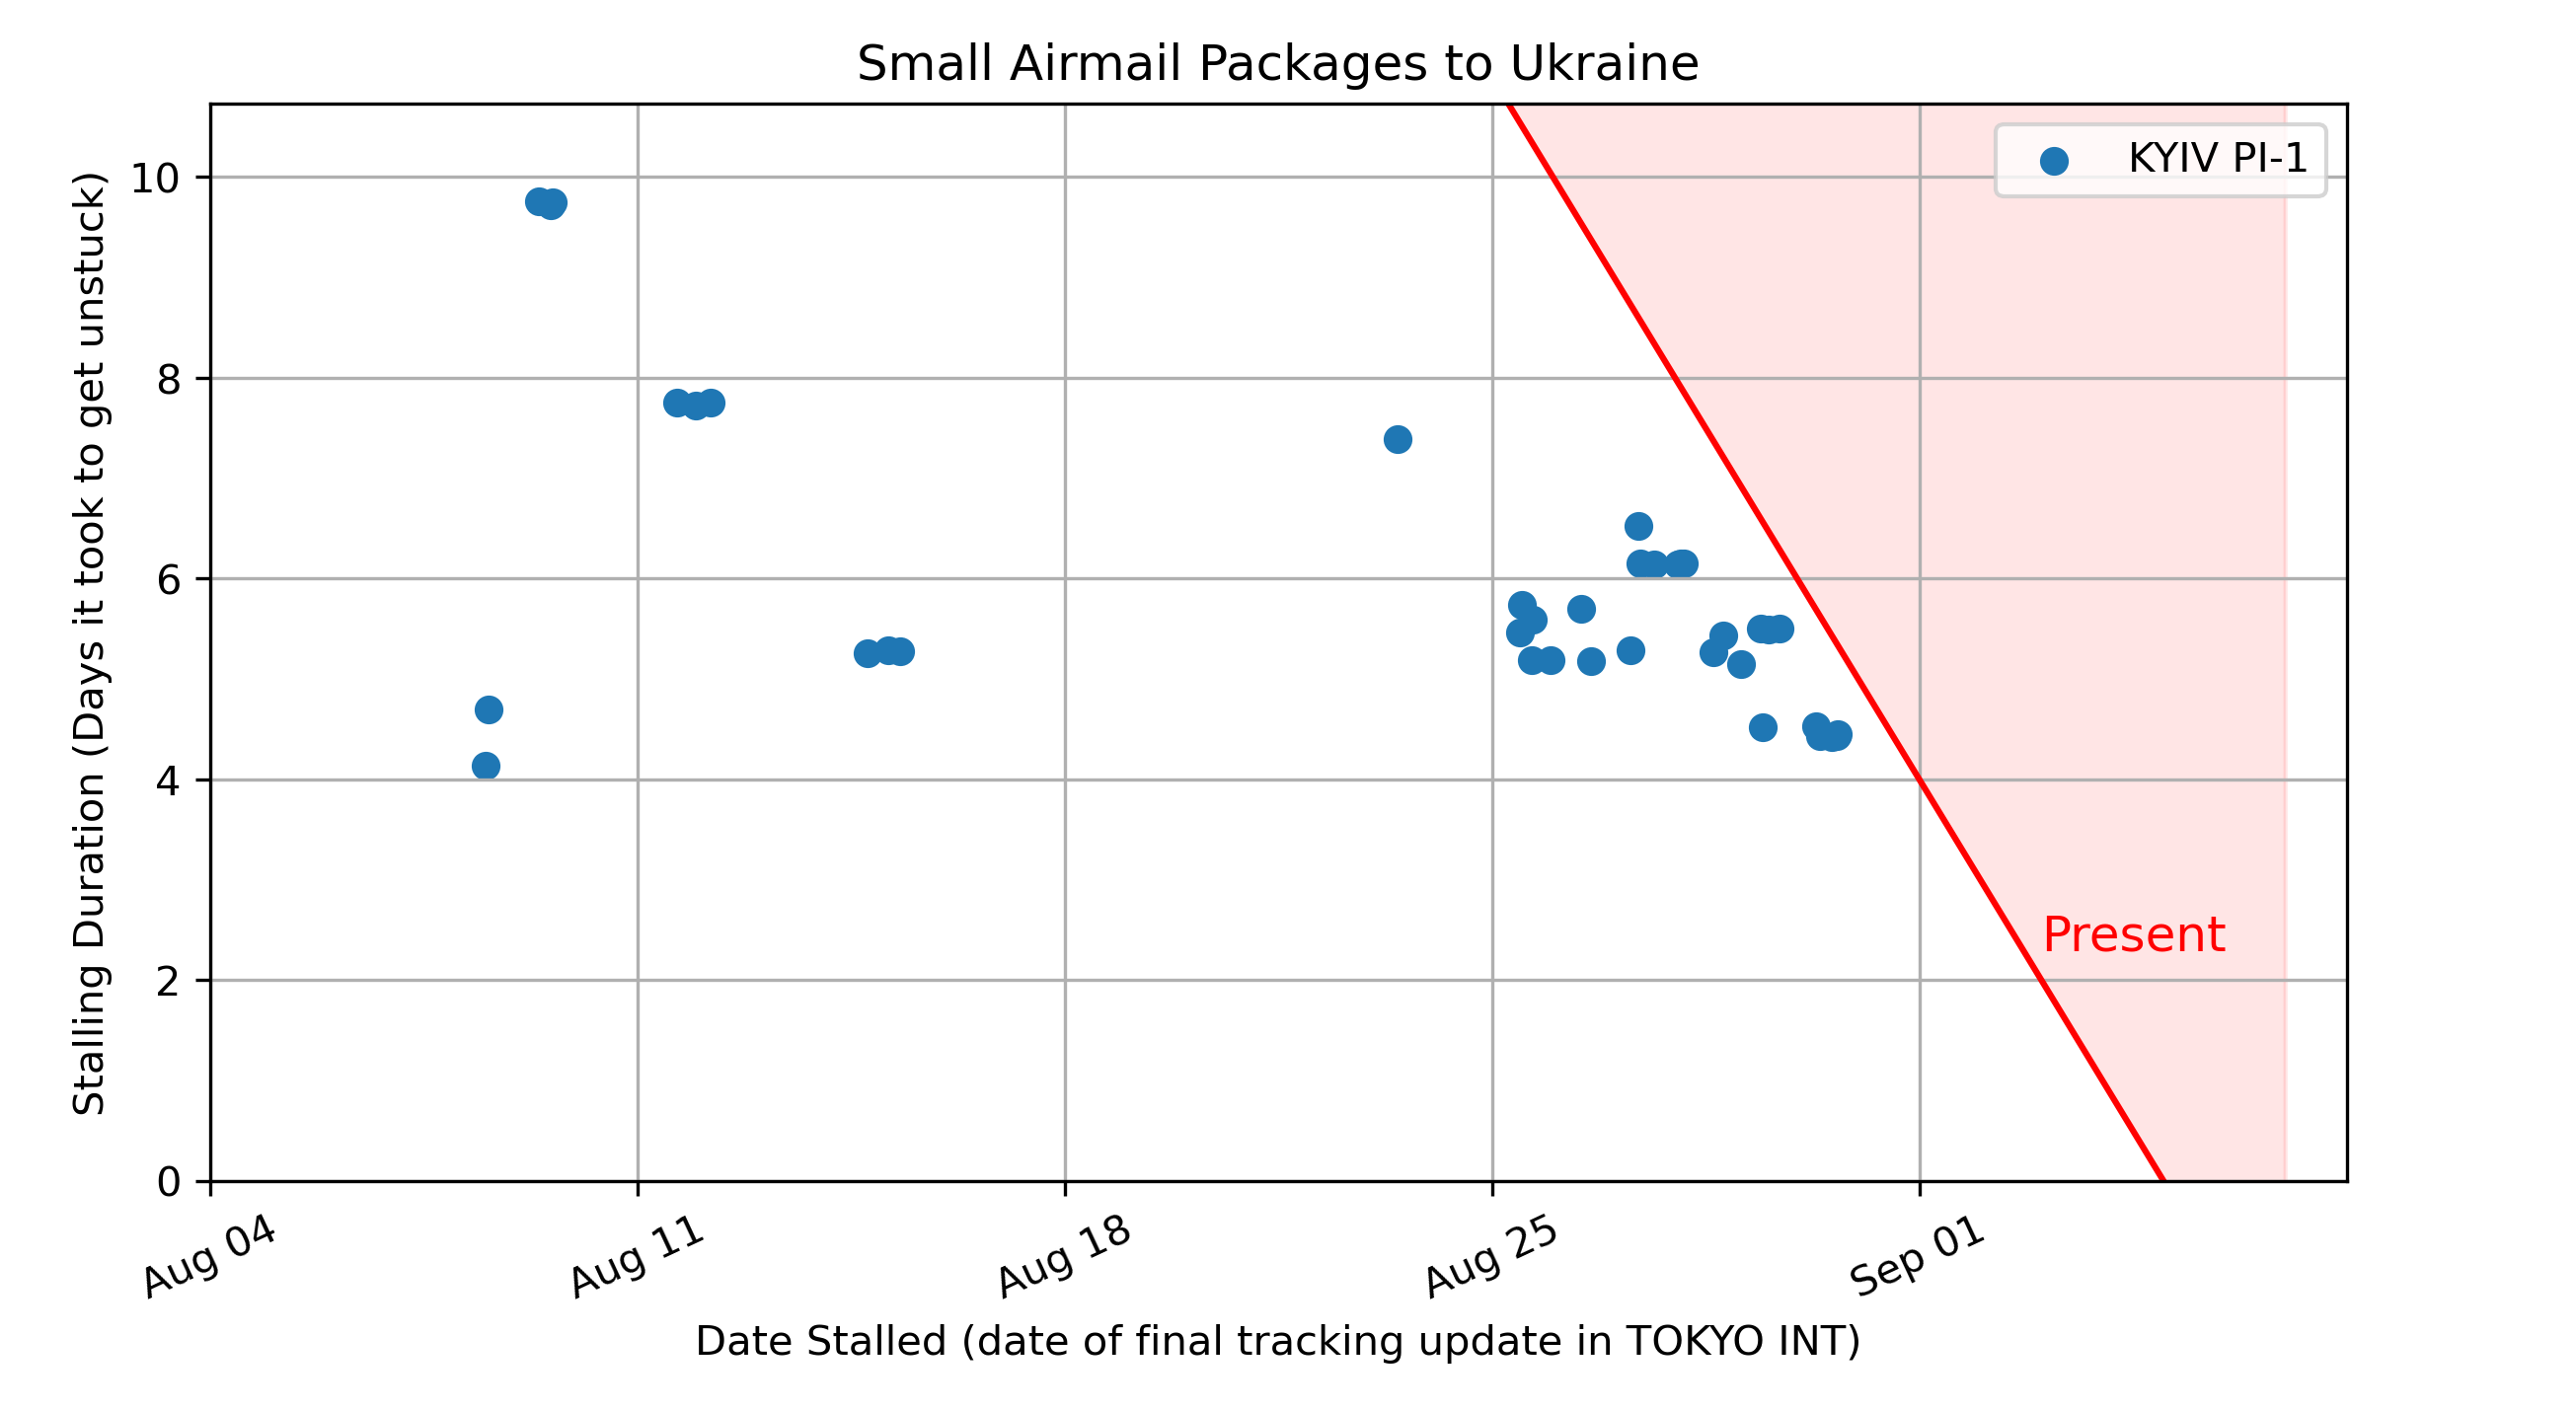 Small Airmail Packages to Ukraine
KYIV PI-1
Stalling Duration (Days it took to get unstuck)
10
8
6
4
2
0
Present
Aug 04
Aug 11
Aug 18
Aug 25
Sep 01
Date Stalled (date of final tracking update in TOKYO INT)